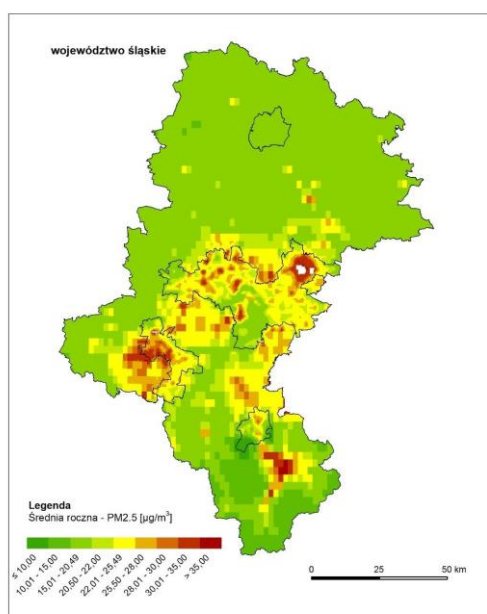 województwo śląskie
Legenda
Średnia roczna - PM2.5 [µg/m³]
≤ 10,00
10,01 - 15,00
15,01 - 20,49
20,50 - 22,00
22,01 - 25,49
25,50 - 28,00
28,01 - 30,00
30,01 - 35,00
> 35,00
0 25 50 km